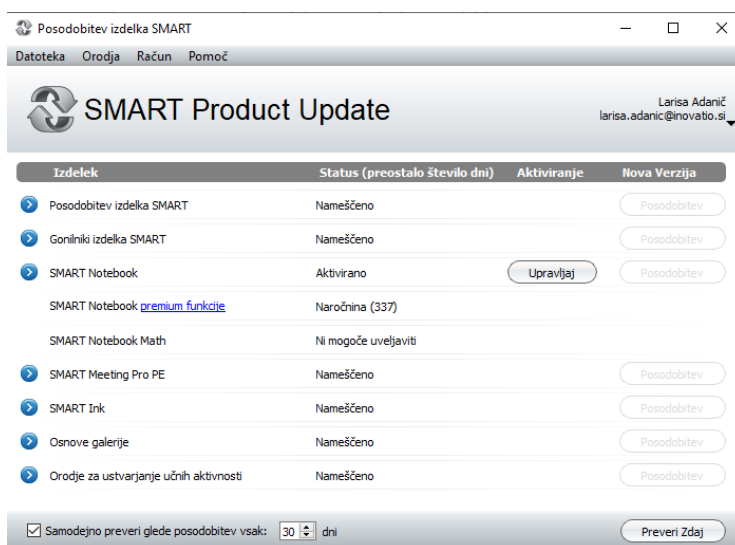 Posodobitev izdelka SMART
Datoteka Orodja Račun Pomoč
SMART Product Update
Larisa Adanič
larisa.adanic@inovatio.si
Izdelek Status (preostalo število dni) Aktiviranje Nova Verzija
Posodobitev izdelka SMART Nameščeno Posodobitev
Gonilniki izdelka SMART Nameščeno Posodobitev
SMART Notebook Aktivirano Upravljaj Posodobitev
SMART Notebook premium funkcije Naročnina (337)
SMART Notebook Math Ni mogoče uveljaviti
SMART Meeting Pro PE Nameščeno Posodobitev
SMART Ink Nameščeno Posodobitev
Osnove galerije Nameščeno Posodobitev
Orodje za ustvarjanje učnih aktivnosti Nameščeno Posodobitev
Samodejno preveri glede posodobitev vsak: 30 dni Preveri Zdaj